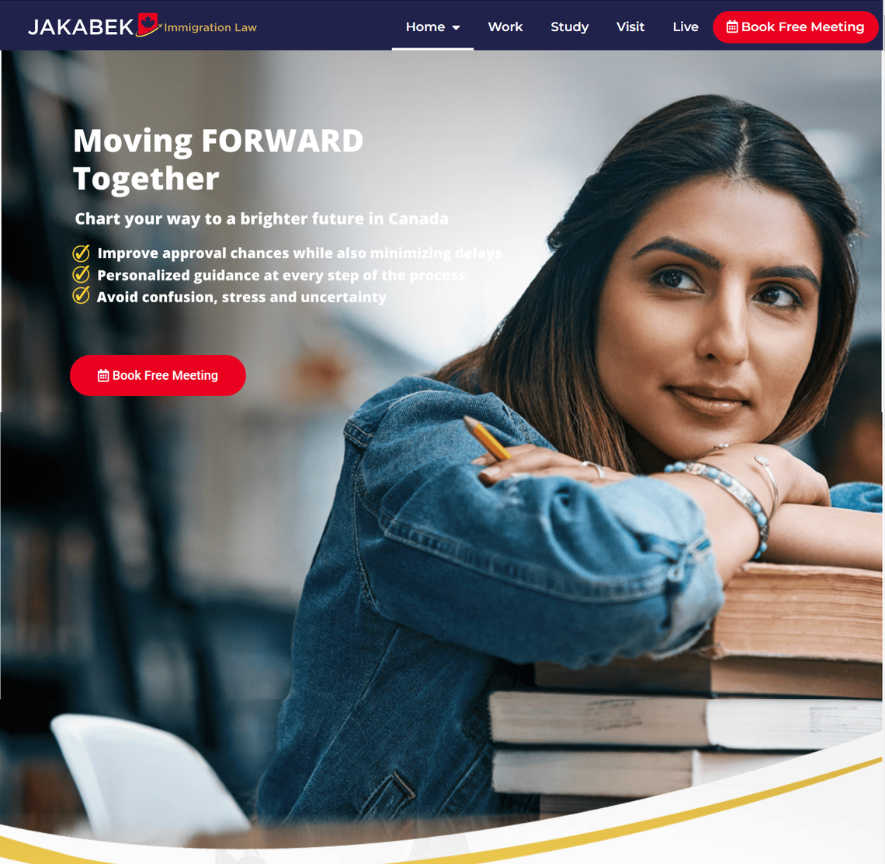 JAKABEK Immigration Law
Home Work Study Visit Live Book Free Meeting
Moving FORWARD
Together
Chart your way to a brighter future in Canada
Improve approval chances while also minimizing delays
Personalized guidance at every step of the process
Avoid confusion, stress and uncertainty
Book Free Meeting